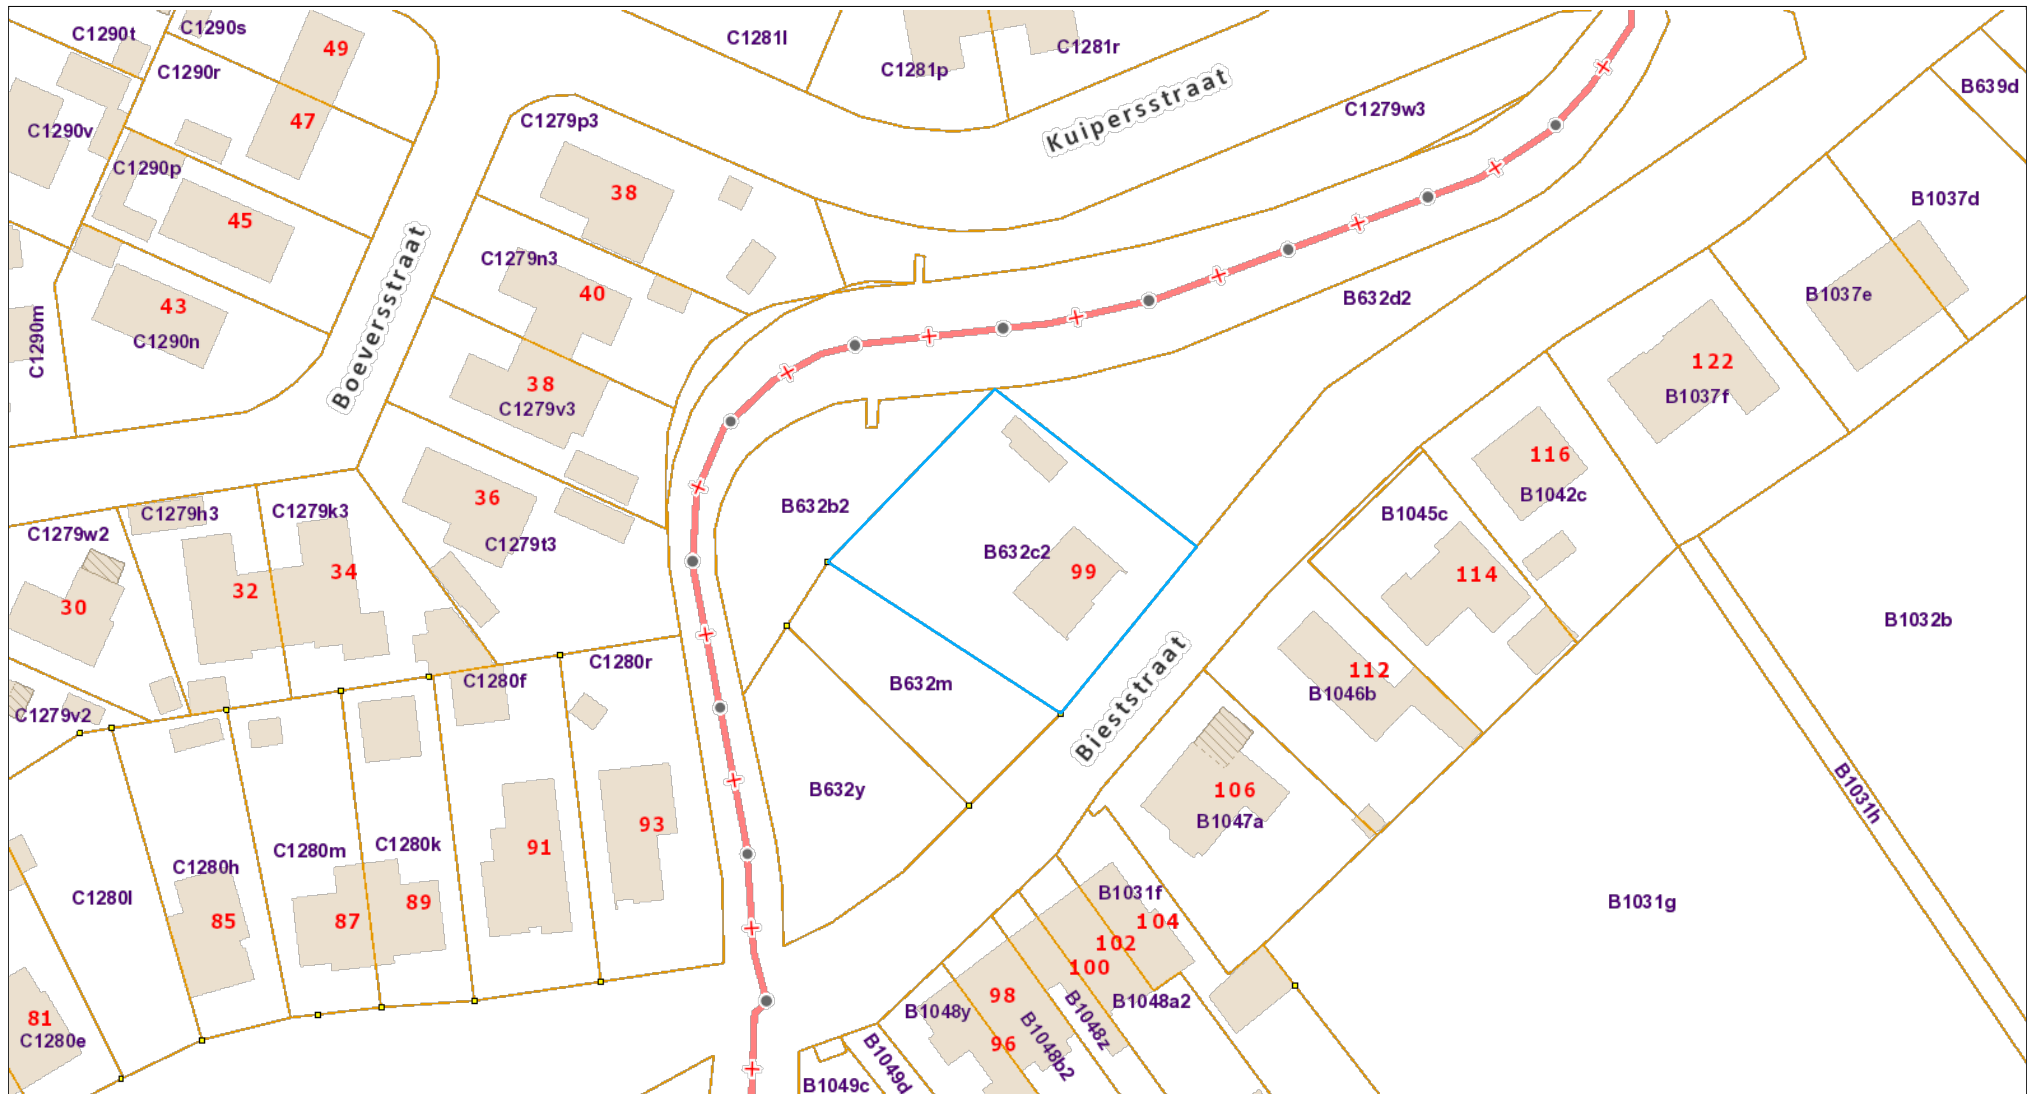 C1290t
C1290s
49
C1281l
C1281p
C1281r
C1290r
47
C1290v
C1279p3
Kuipersstraat
C1279w3
B639d
C1290p
45
38
B1037d
Boeversstraat
C1279n3
40
43
C1290n
C1290m
B632d2
B1037e
122
B1037f
38
C1279v3
116
B1042c
36
C1279t3
B632b2
B1045c
C1279h3
C1279k3
C1279w2
30
32
34
B632c2
99
114
B1032b
C1280r
C1280f
B632m
Bieststraat
112
B1046b
C1279v2
B632y
106
B1047a
B1031h
93
91
C1280m
C1280k
C1280h
C1280l
85
87
89
B1031f
104
102
100
B1031g
98
96
B1048y
B1048b2
B1048z
B1048a2
81
C1280e
B1049d
B1049c